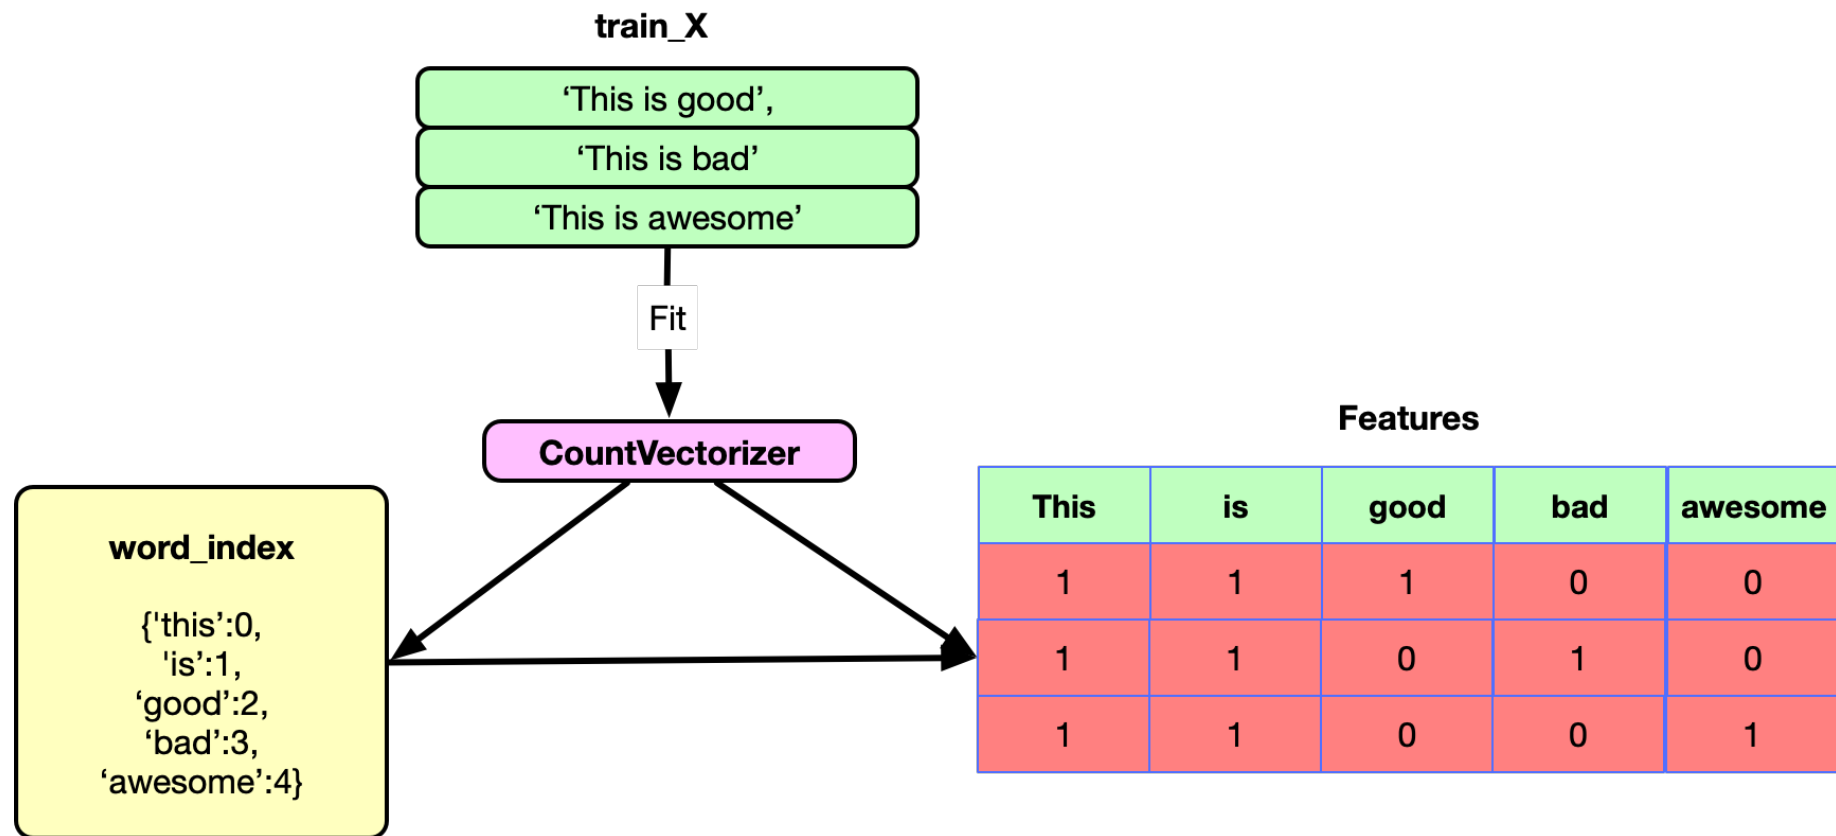 train_X
‘This is good’,
‘This is bad’
‘This is awesome’
Fit
CountVectorizer
word_index
{'this’:0,
'is’:1,
‘good’:2,
‘bad’:3,
‘awesome’:4}
Features
This is good bad awesome
1 1 1 0 0
1 1 0 1 0
1 1 0 0 1